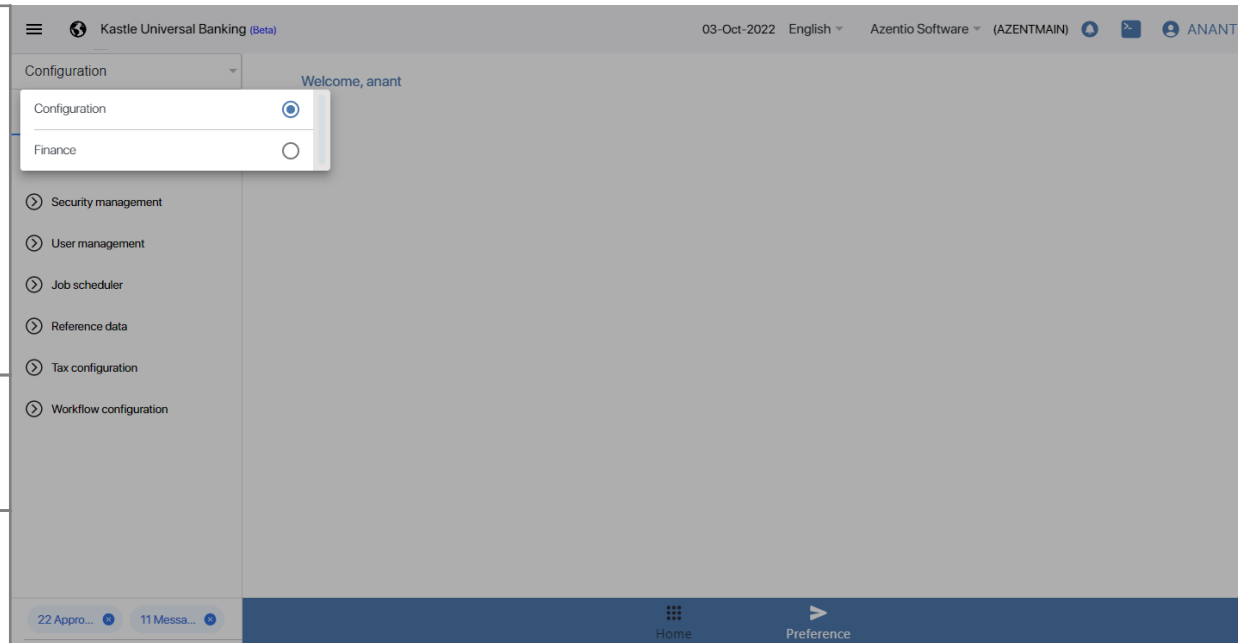 Kastle Universal Banking (Beta) 03-Oct-2022 English Azentio Software (AZENTMAIN) >_ ANANT
Configuration
Welcome, anant
Configuration
Finance
Security management
User management
Job scheduler
Reference data
Tax configuration
Workflow configuration
22 Appro... 11 Messa...
Home Preference